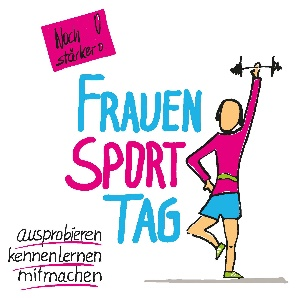 Noch
stärker!
FRAUEN
SPORT
TAG
ausprobieren
kennenlernen
mitmachen